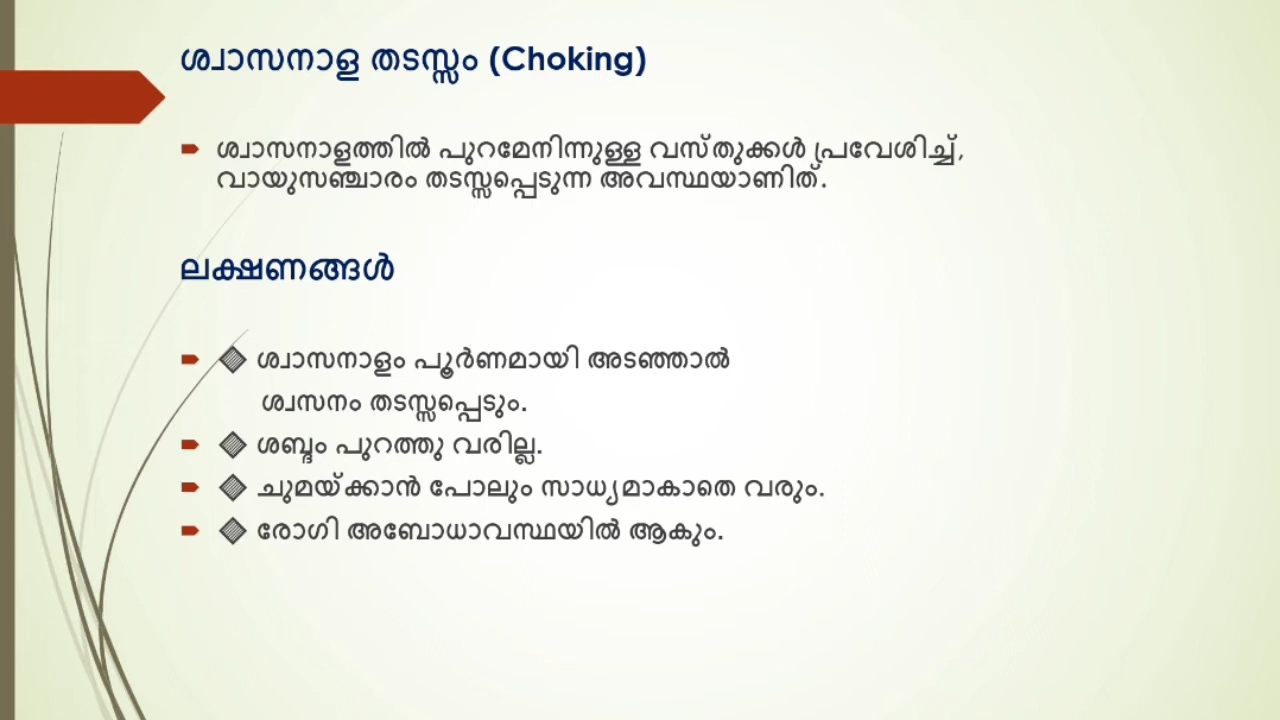 ശ്വാസനാള തടസ്സം (Choking)
ശ്വാസനാളത്തിൽ പുറമേനിന്നുള്ള വസ്തുക്കൾ പ്രവേശിച്ച്,
വായുസഞ്ചാരം തടസ്സപ്പെടുന്ന അവസ്ഥയാണിത്.
ലക്ഷണങ്ങൾ
ശ്വാസനാളം പൂർണമായി അടഞ്ഞാൽ
ശ്വസനം തടസ്സപ്പെടും.
ശബ്ദം പുറത്തു വരില്ല.
ചുമയ്ക്കാൻ പോലും സാധ്യമാകാതെ വരും.
രോഗി അബോധാവസ്ഥയിൽ ആകും.